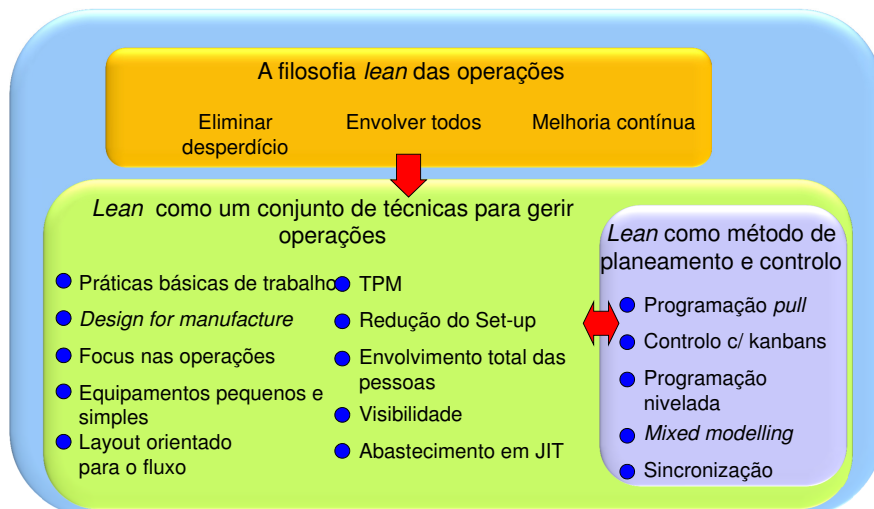 A filosofia lean das operações
Eliminar
desperdício
Envolver todos
Melhoria contínua
Lean como um conjunto de técnicas para gerir
operações
Práticas básicas de trabalho
Design for manufacture
Focus nas operações
Equipamentos pequenos e
simples
Layout orientado
para o fluxo
TPM
Redução do Set-up
Envolvimento total das
pessoas
Visibilidade
Abastecimento em JIT
Lean como método de
planeamento e controlo
Programação pull
Controlo c/ kanbans
Programação
nivelada
Mixed modelling
Sincronização